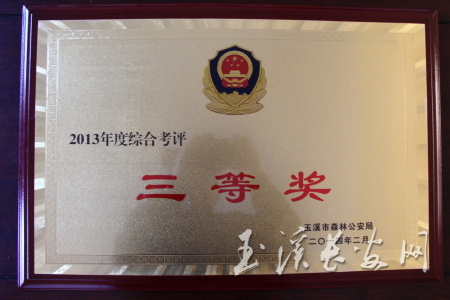 2013年度综合考评
三等奖
玉溪市森林公安局
二〇一四年二月
玉溪长安网